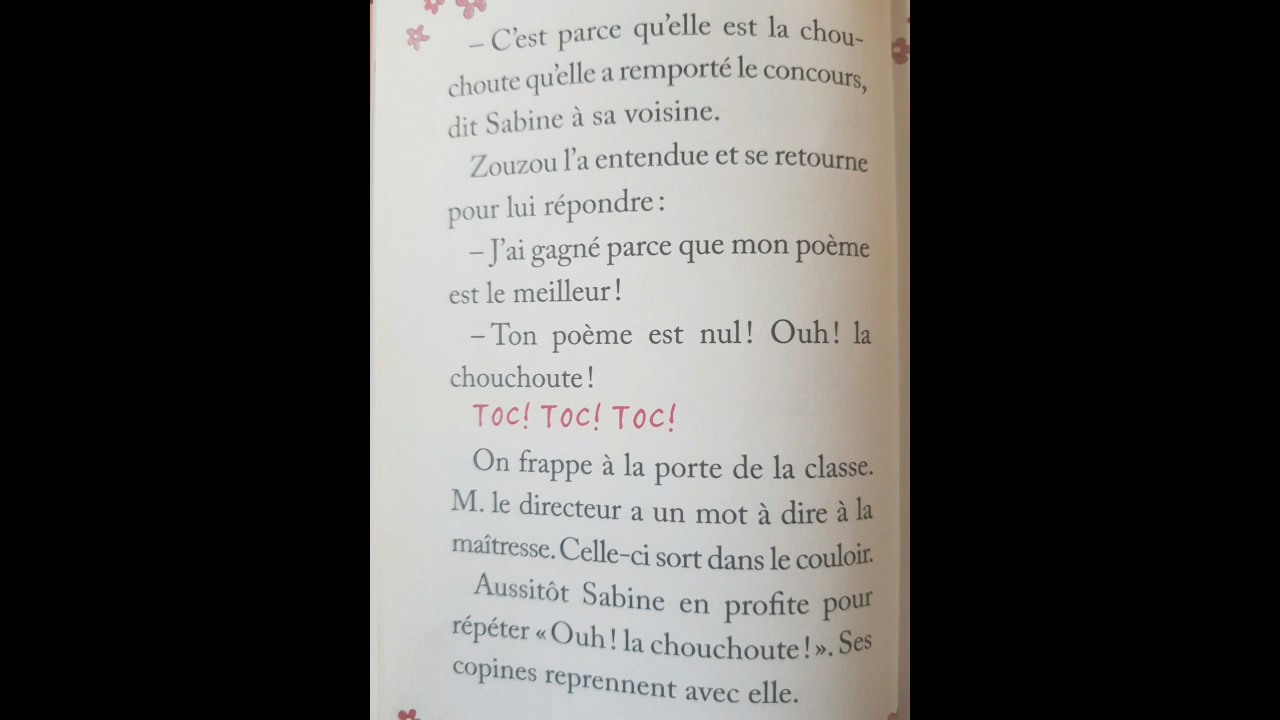 – C'est parce qu'elle est la chou-
choute qu'elle a remporté le concours,
dit Sabine à sa voisine.
Zouzou l'a entendue et se retourne
pour lui répondre :
– J'ai gagné parce que mon poème
est le meilleur !
– Ton poème est nul ! Ouh ! la
chouchoute !
TOC! TOC! TOC!
On frappe à la porte de la classe.
M. le directeur a un mot à dire à la
maîtresse. Celle-ci sort dans le couloir.
Aussitôt Sabine en profite pour
répéter « Ouh ! la chouchoute ! ». Ses
copines reprennent avec elle.